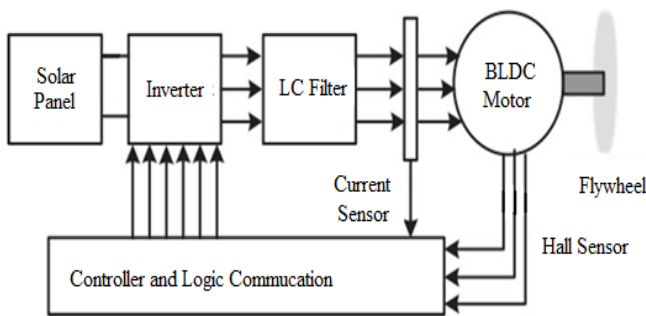 Solar
Panel
Inverter
LC Filter
BLDC
Motor
Current
Sensor
Flywheel
Hall Sensor
Controller and Logic Commucation